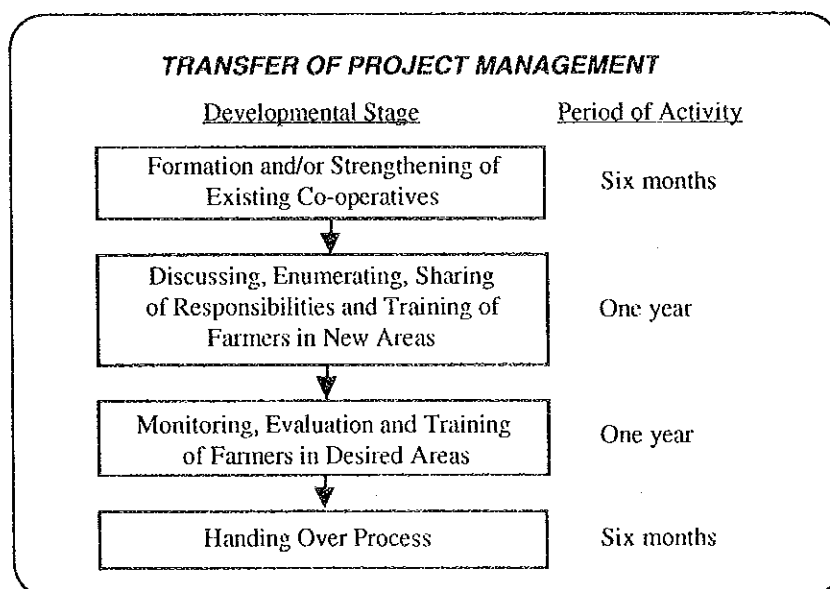 TRANSFER OF PROJECT MANAGEMENT
Developmental Stage Period of Activity
Formation and/or Strengthening of
Existing Co-operatives
Six months
Discussing, Enumerating, Sharing
of Responsibilities and Training of
Farmers in New Areas
One year
Monitoring, Evaluation and Training
of Farmers in Desired Areas
One year
Handing Over Process
Six months